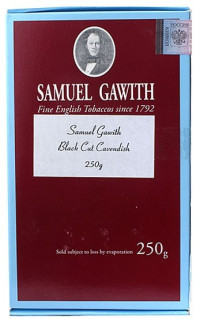 SAMUEL GAWITH
Fine English Tobaccos since 1792
Samuel Gawith
Black Cut Cavendish
250g
Sold subject to loss by evaporation 250g